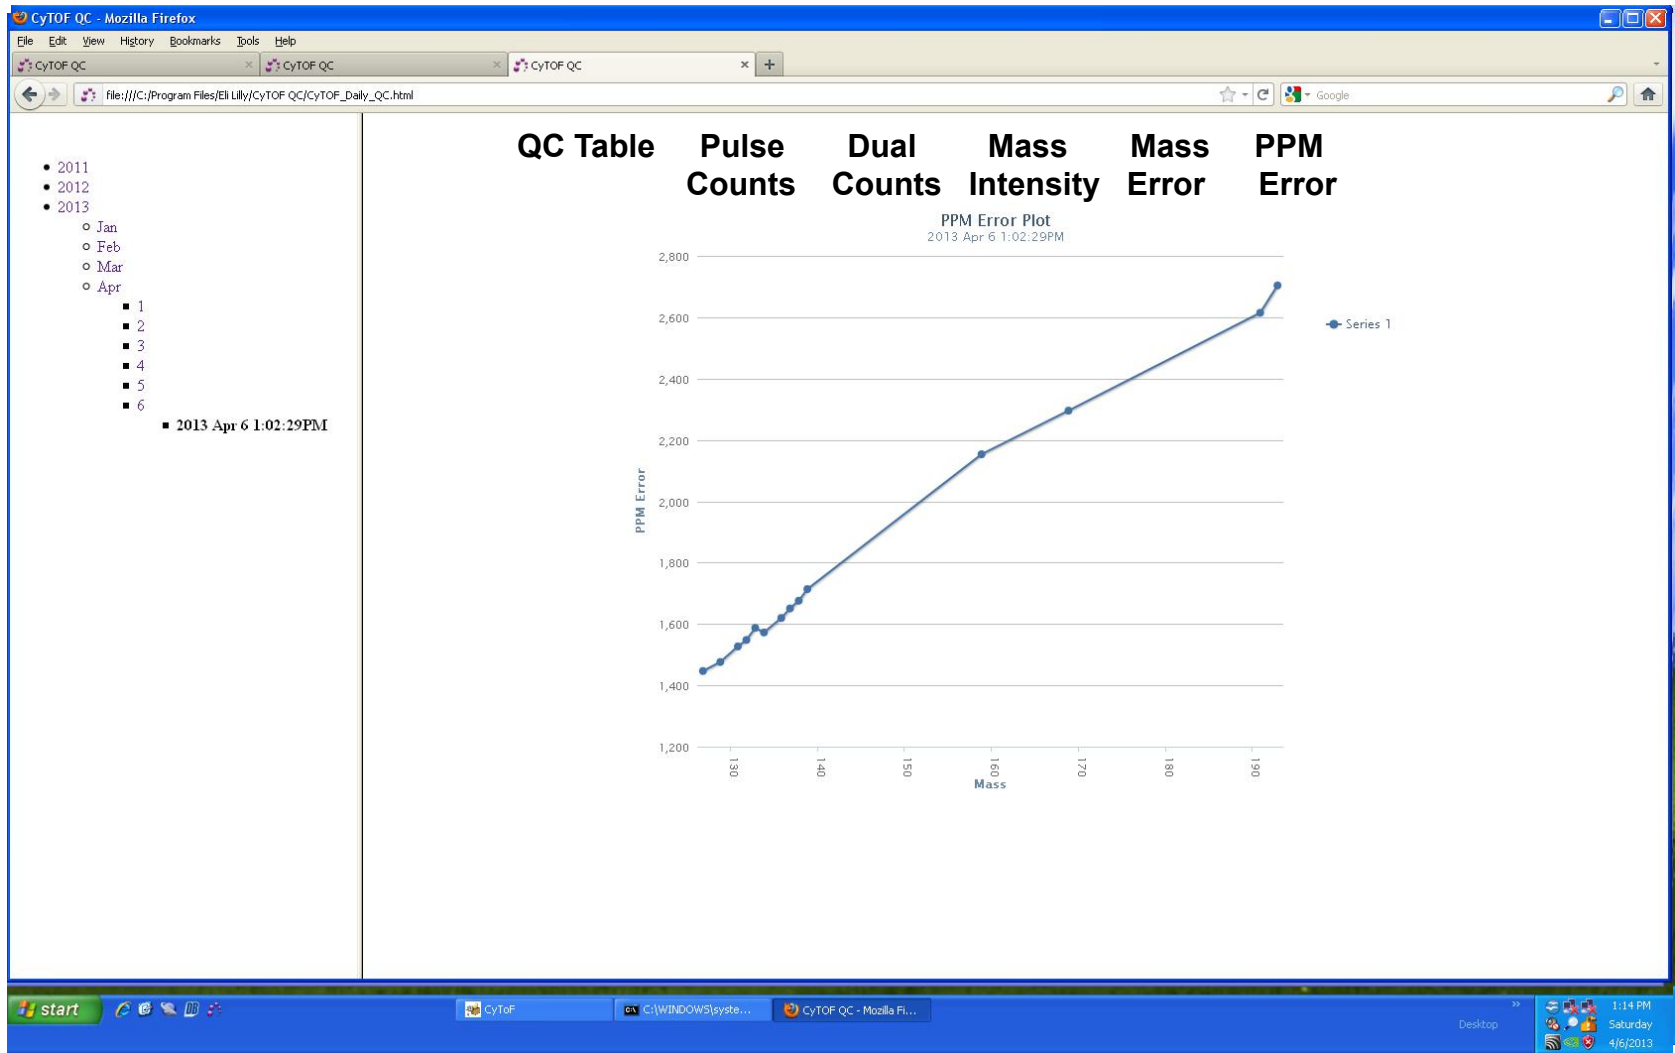 CyTOF QC - Mozilla Firefox
File Edit View History Bookmarks Tools Help
CyTOF QC
CyTOF QC
CyTOF QC
file:///C:/Program Files/Eli Lilly/CyTOF QC/CyTOF_Daily_QC.html
Google
2011
2012
2013
Jan
Feb
Mar
Apr
1
2
3
4
5
6
2013 Apr 6 1:02:29PM
QC Table Pulse Dual Mass Mass PPM
Counts Counts Intensity Error Error
PPM Error Plot
2013 Apr 6 1:02:29PM
2,800
2,600
2,400
2,200
2,000
1,800
1,600
1,400
1,200
PPM Error
130 140 150 160 170 180 190
Mass
Series 1
start
CyToF
C:\WINDOWS\syste...
CyTOF QC - Mozilla Fi...
Desktop
1:14 PM
Saturday
4/6/2013